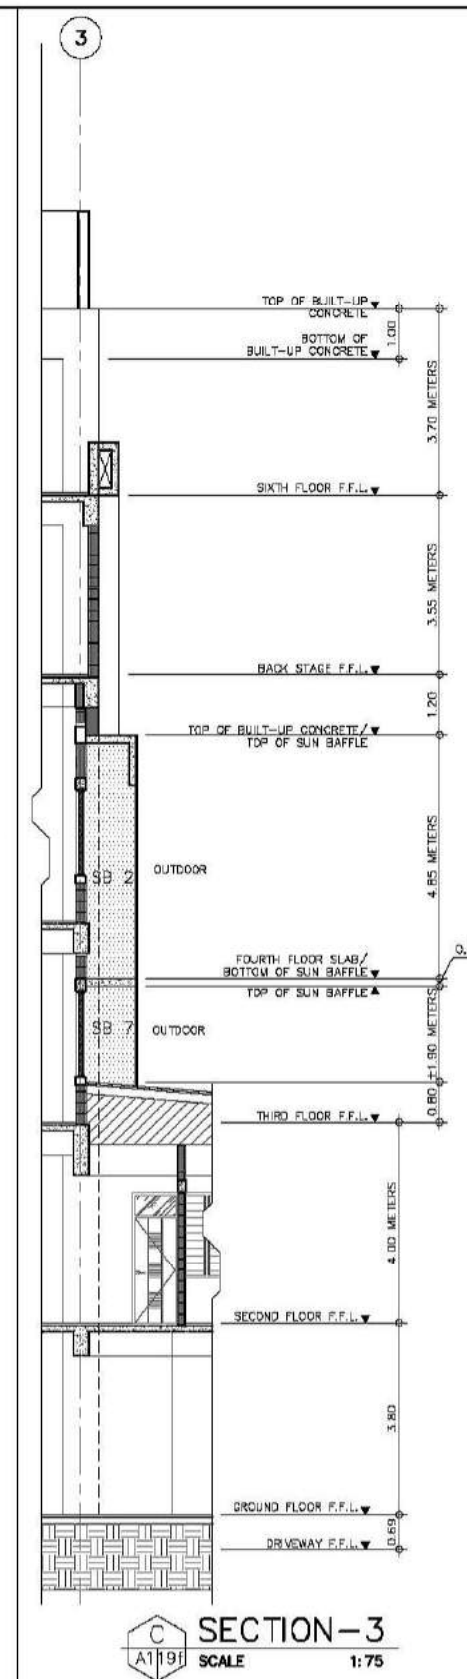 3
TOP OF BUILT-UP
CONCRETE
1.00
BOTTOM OF
BUILT-UP CONCRETE
3.70 METERS
SIXTH FLOOR F.F.L.
3.55 METERS
BACK STAGE F.F.L.
1.20
TOP OF BUILT-UP CONCRETE/
TOP OF SUN BAFFLE
4.85 METERS
SB 2
OUTDOOR
FOURTH FLOOR SLAB/
BOTTOM OF SUN BAFFLE
TOP OF SUN BAFFLE
SB 7
OUTDOOR
0.80
±1.90 METERS
THIRD FLOOR F.F.L.
4.00 METERS
SECOND FLOOR F.F.L.
3.80
GROUND FLOOR F.F.L.
0.69
DRIVEWAY F.F.L.
C
A119f
SECTION-3
SCALE 1:75